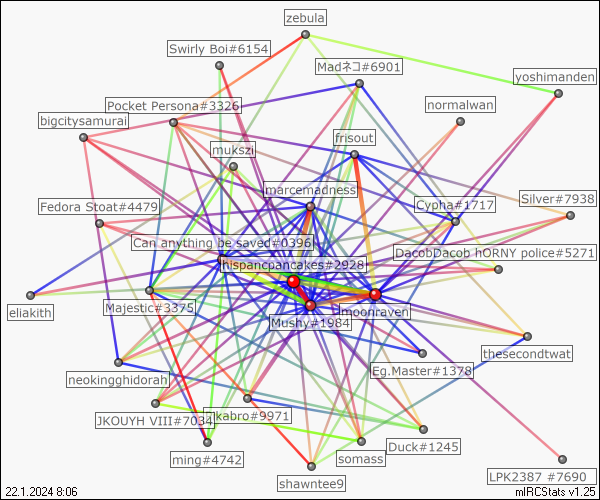 zebula
Swirly Boi#6154
Madネコ#6901
yoshimanden
Pocket Persona#3326
normalwan
bigcitysamurai
frisout
mukszi
marcemadness
Silver#7938
Cypha#1717
Fedora Stoat#4479
Can anything be saved#0396
DacobDacob hORNY police#5271
hispancpancakes#2928
eliakith
Majestic#3375
moonraven
Mushy#1984
thesecondtwat
Eg.Master#1378
neokingghidorah
JKOUYH VIII#7034
kabro#9971
Duck#1245
ming#4742
somass
shawntee9
LPK2387 #7690
22.1.2024 8:06
mIRCStats v1.25